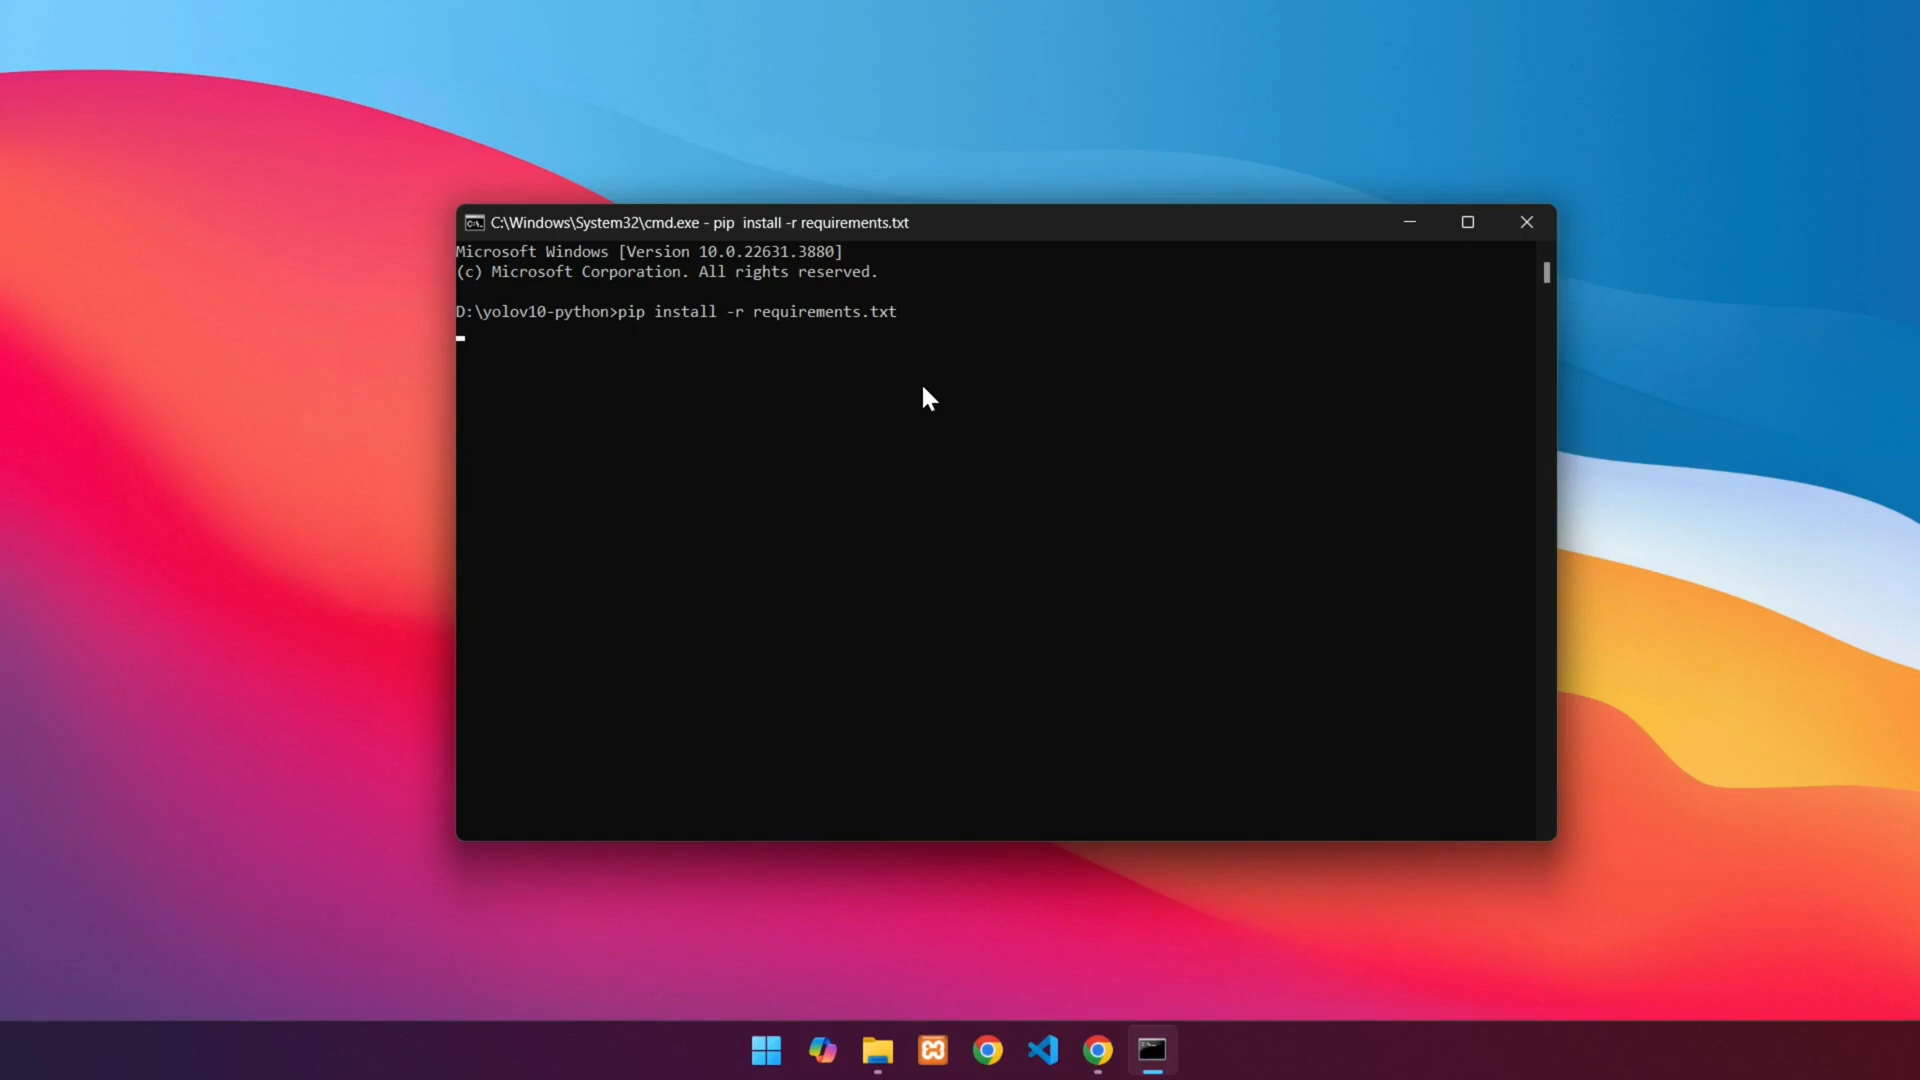 C:\Windows\System32\cmd.exe - pip  install -r requirements.txt
Microsoft Windows [Version 10.0.22631.3880]
(c) Microsoft Corporation. All rights reserved.
D:\yolov10-python>pip install -r requirements.txt